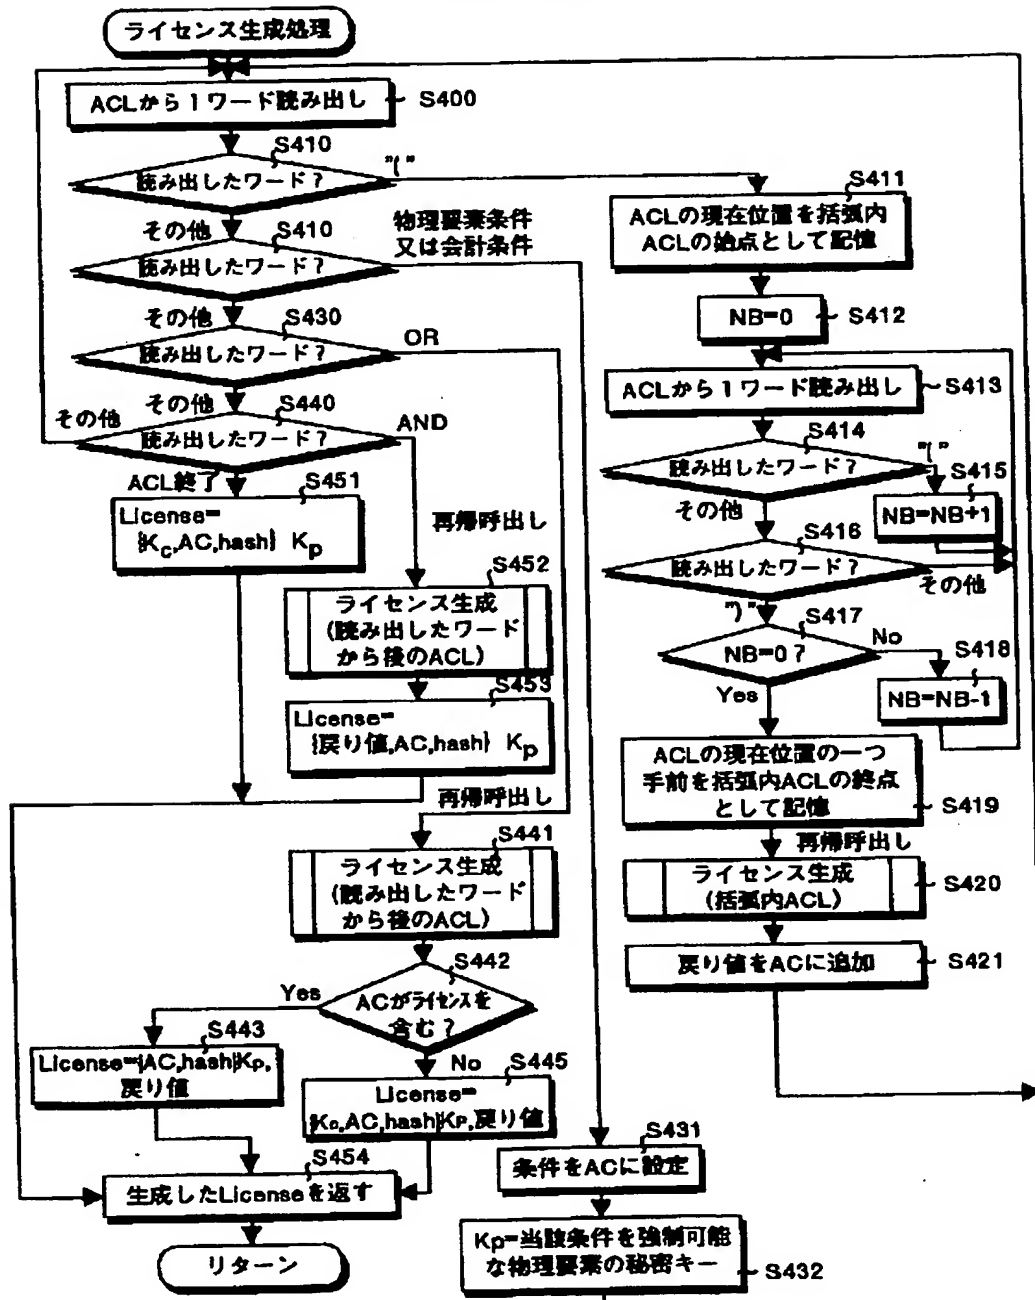 ライセンス生成処理
ACLから1ワード読み出し
S400
S410
読み出したワード?
"("
その他
S410
読み出したワード?
物理要素条件
又は会計条件
その他
S430
読み出したワード?
OR
その他
その他
S440
読み出したワード?
AND
ACL終了
S451
License=
{Kc,AC,hash} Kp
再帰呼出し
S452
ライセンス生成
(読み出したワード
から後のACL)
S453
License=
{戻り値,AC,hash} Kp
再帰呼出し
S441
ライセンス生成
(読み出したワード
から後のACL)
S442
ACがライセンスを
含む?
Yes
S443
License={AC,hash}Kp,
戻り値
No
S445
License=
{Kc,AC,hash}Kp,戻り値
S454
生成したLicenseを返す
リターン
S411
ACLの現在位置を括弧内
ACLの始点として記憶
NB=0
S412
ACLから1ワード読み出し
S413
S414
読み出したワード?
"("
S415
NB=NB+1
その他
S416
読み出したワード?
その他
")"
S417
NB=0?
No
S418
NB=NB-1
Yes
ACLの現在位置の一つ
手前を括弧内ACLの終点
として記憶
S419
再帰呼出し
ライセンス生成
(括弧内ACL)
S420
戻り値をACに追加
S421
S431
条件をACに設定
Kp=当該条件を強制可能
な物理要素の秘密キー
S432